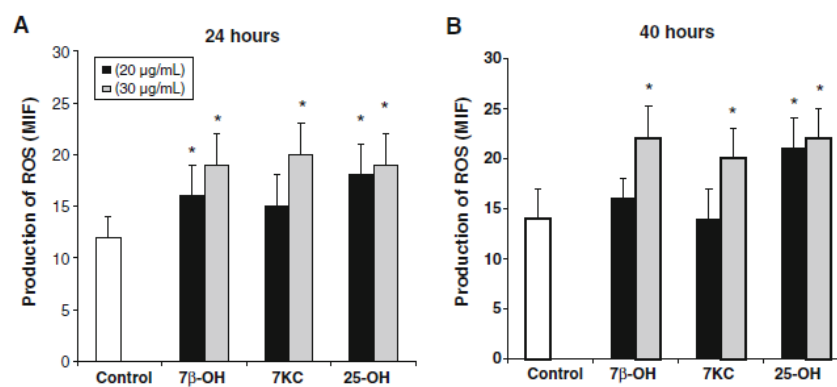 A
24 hours
Production of ROS (MIF)
30
25
20
15
10
5
0
(20 µg/mL)
(30 µg/mL)
* * * * *
Control 7β-OH 7KC 25-OH
B
40 hours
Production of ROS (MIF)
30
25
20
15
10
5
0
* * * *
Control 7β-OH 7KC 25-OH